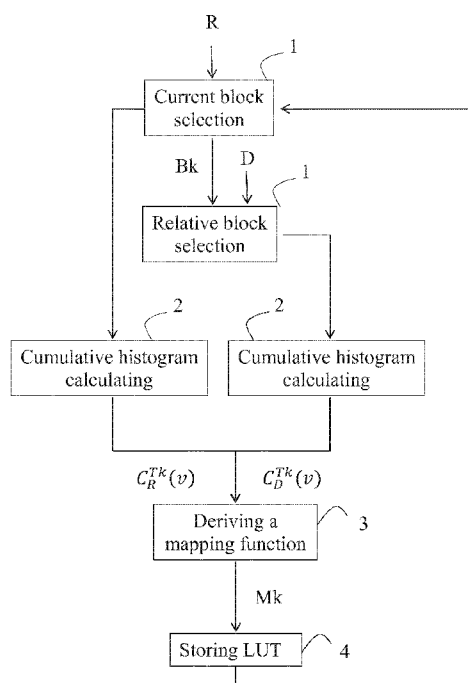 R
1
Current block
selection
Bk
D
1
Relative block
selection
2
2
Cumulative histogram
calculating
Cumulative histogram
calculating
C_R^{Tk}(v)
C_D^{Tk}(v)
Deriving a
mapping function
3
Mk
Storing LUT
4